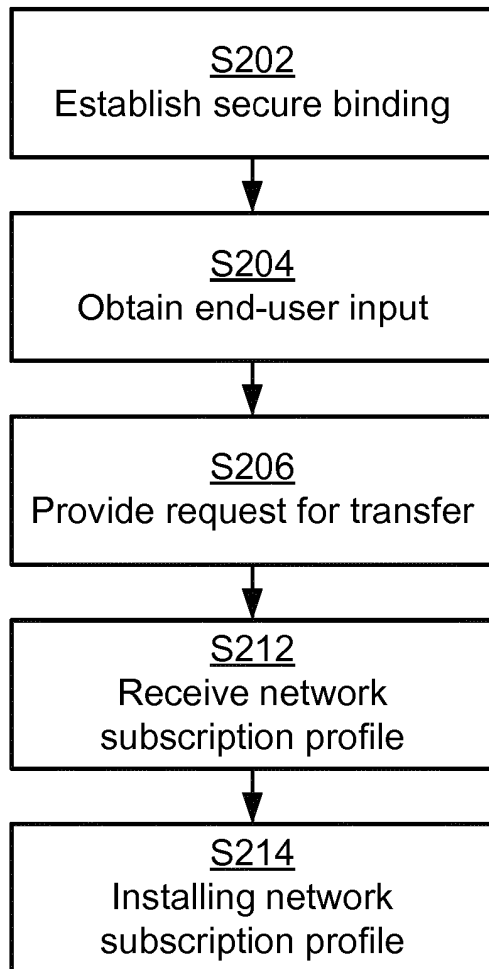 S202
Establish secure binding
S204
Obtain end-user input
S206
Provide request for transfer
S212
Receive network
subscription profile
S214
Installing network
subscription profile